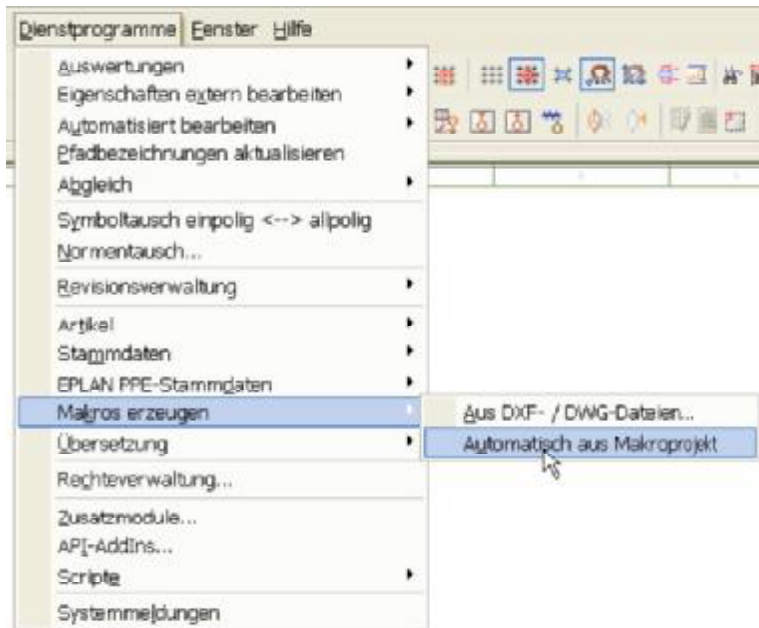 Dienstprogramme Fenster Hilfe
Auswertungen
Eigenschaften extern bearbeiten
Automatisiert bearbeiten
Pfadbezeichnungen aktualisieren
Abgleich
Symboltausch einpolig <--> allpolig
Normentausch...
Revisionsverwaltung
Artikel
Stammdaten
EPLAN PPE-Stammdaten
Makros erzeugen
Aus DXF- / DWG-Dateien...
Übersetzung
Automatisch aus Makroprojekt
Rechteverwaltung...
Zusatzmodule...
API-AddIns...
Scripte
Systemmeldungen